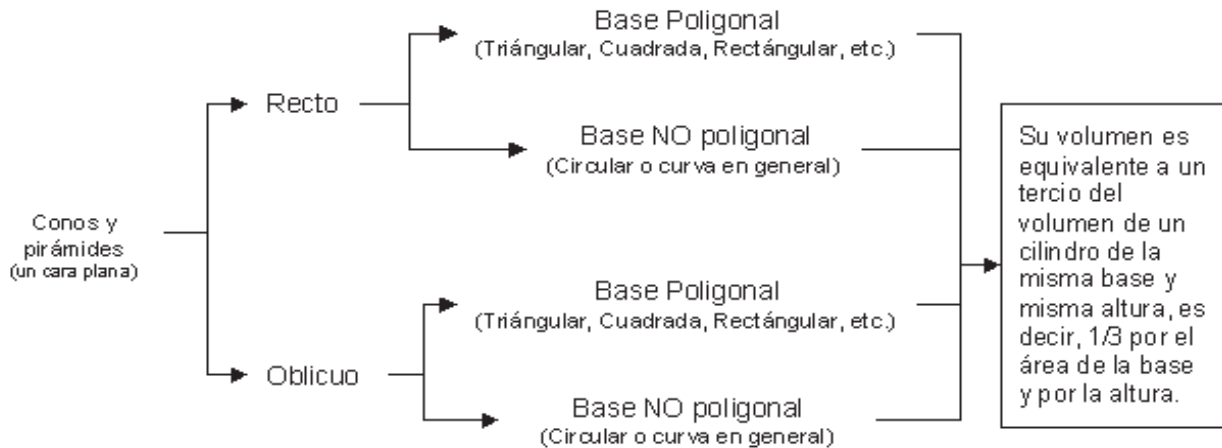 Base Poligonal
(Triángular, Cuadrada, Rectángular, etc.)
Recto
Base NO poligonal
(Circular o curva en general)
Conos y
pirámides
(un cara plana)
Base Poligonal
(Triángular, Cuadrada, Rectángular, etc.)
Oblicuo
Base NO poligonal
(Circular o curva en general)
Su volumen es
equivalente a un
tercio del
volumen de un
cilindro de la
misma base y
misma altura, es
decir, 1/3 por el
área de la base
y por la altura.